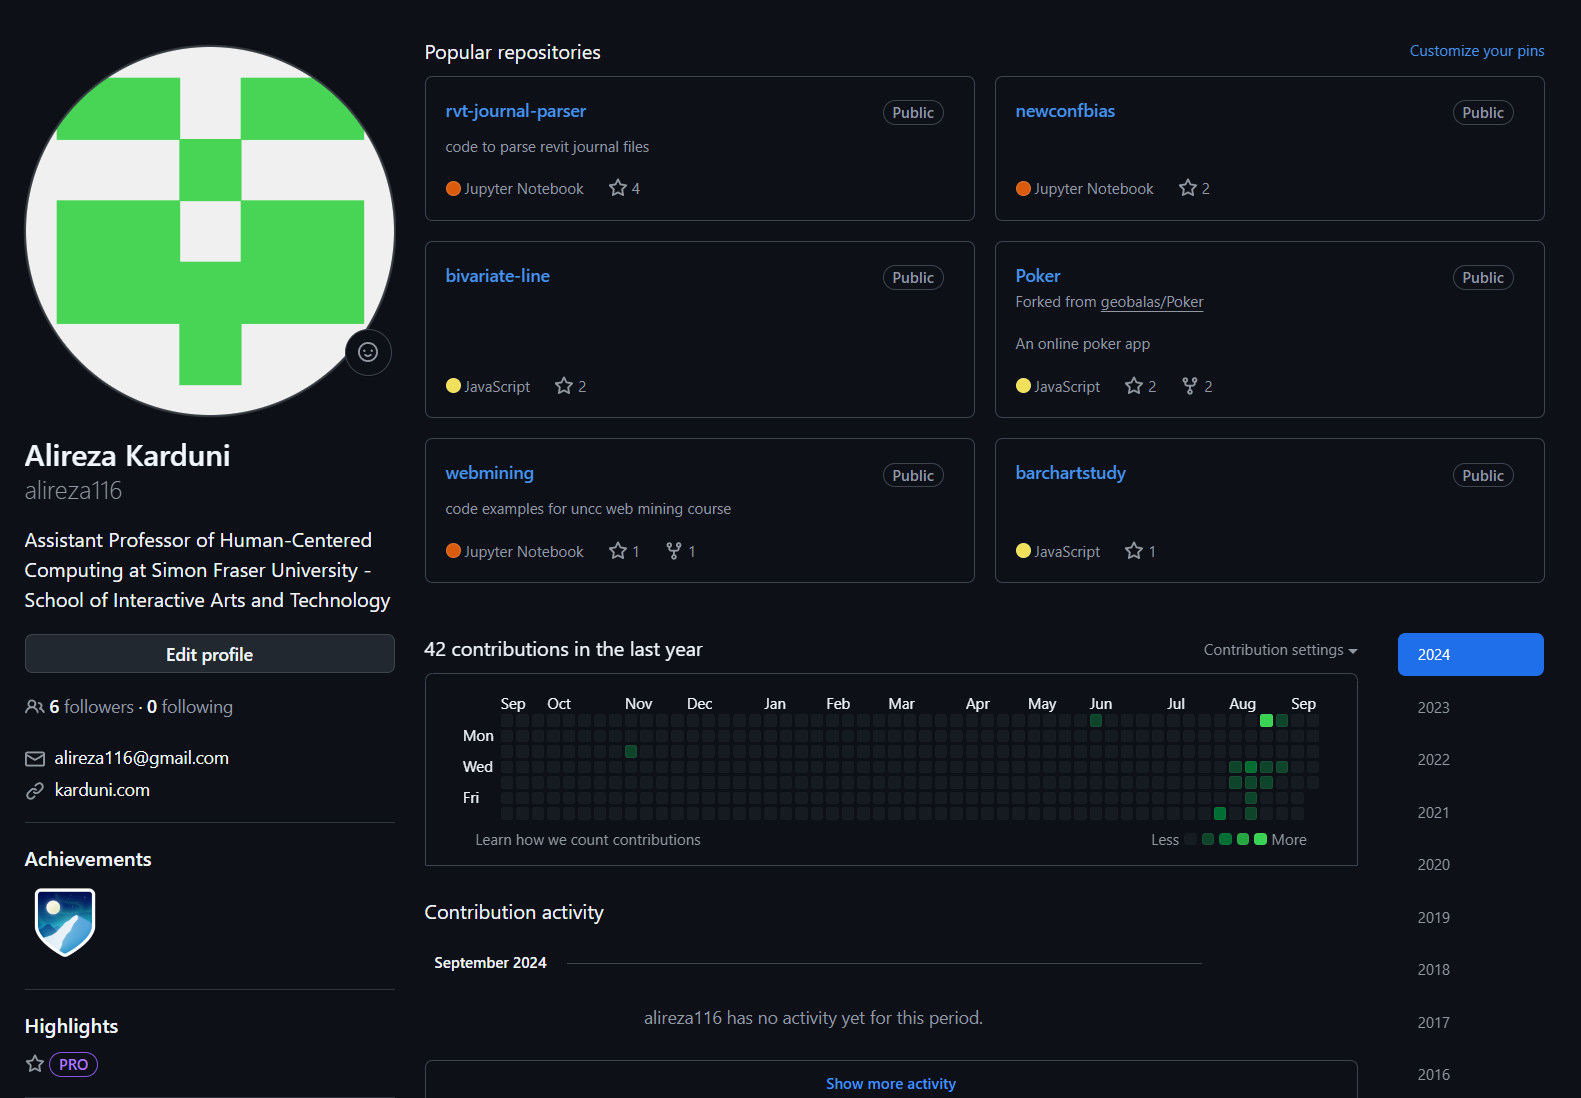 Alireza Karduni
alireza116
Assistant Professor of Human-Centered
Computing at Simon Fraser University -
School of Interactive Arts and Technology
Edit profile
6 followers · 0 following
alireza116@gmail.com
karduni.com
Achievements
Highlights
PRO
Popular repositories
Customize your pins
rvt-journal-parser
Public
code to parse revit journal files
Jupyter Notebook 4
newconfbias
Public
Jupyter Notebook 2
bivariate-line
Public
JavaScript 2
Poker
Public
Forked from geobalas/Poker
An online poker app
JavaScript 2 2
webmining
Public
code examples for uncc web mining course
Jupyter Notebook 1 1
barchartstudy
Public
JavaScript 1
42 contributions in the last year
Contribution settings
Sep Oct Nov Dec Jan Feb Mar Apr May Jun Jul Aug Sep
Mon
Wed
Fri
Learn how we count contributions
Less More
2024
2023
2022
2021
2020
2019
2018
2017
2016
Contribution activity
September 2024
alireza116 has no activity yet for this period.
Show more activity